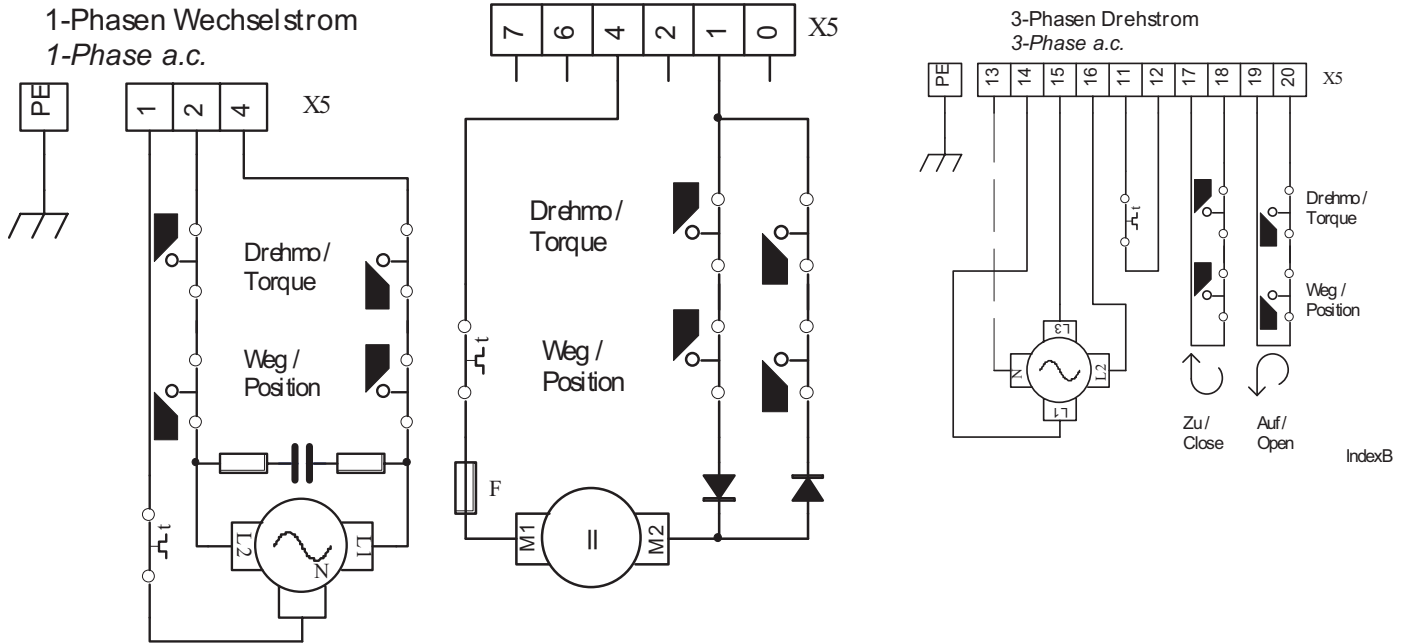 1-Phasen Wechselstrom
1-Phase a.c.
PE
1 2 4 X5
Drehmo/
Torque
Weg /
Position
t
L2 N L1
7 6 4 2 1 0 X5
Drehmo /
Torque
t
Weg /
Position
F
M1 II M2
3-Phasen Drehstrom
3-Phase a.c.
PE
13 14 15 16 11 12 17 18 19 20 X5
Drehmo /
Torque
t
Weg /
Position
L3
N L2
L1
Zu /
Close
Auf /
Open
IndexB